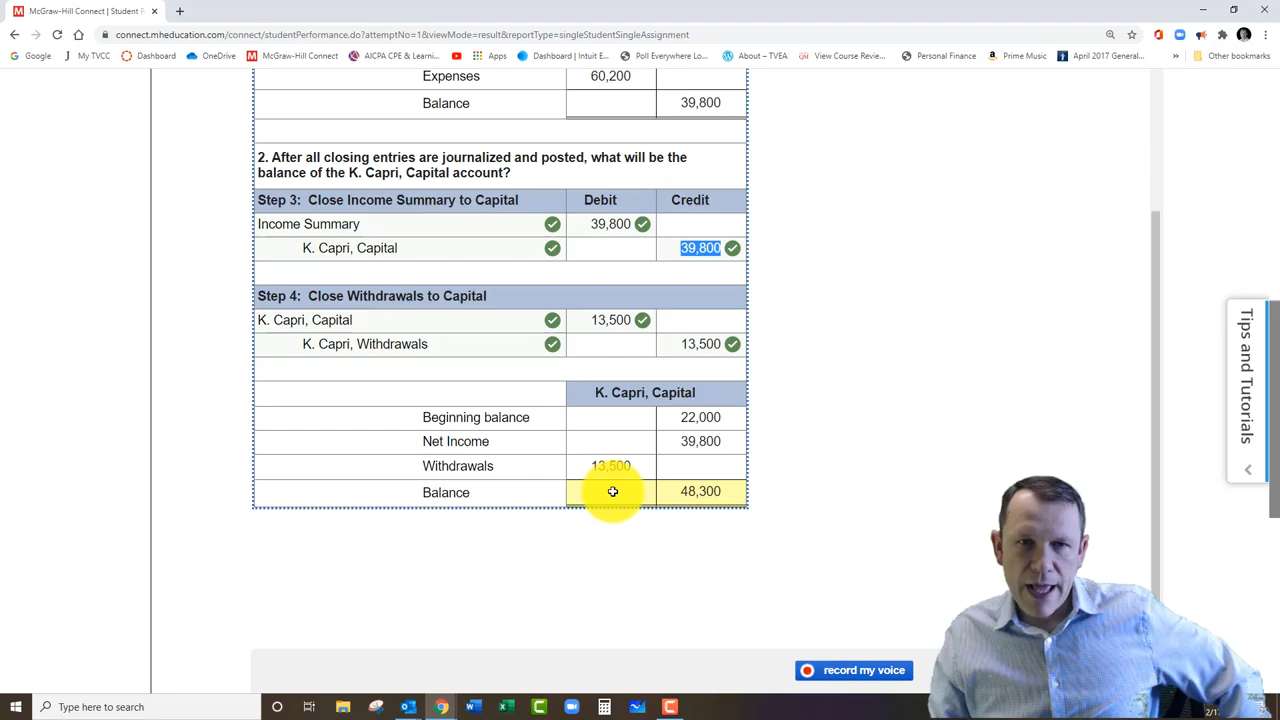 McGraw-Hill Connect | Student P
connect.mheducation.com/connect/studentPerformance.do?attemptNo=1&viewMode=result&reportType=singleStudentSingleAssignment
Google My TVCC Dashboard OneDrive McGraw-Hill Connect AICPA CPE & Learni... Apps Dashboard | Intuit E... Poll Everywhere Lo... About – TVEA View Course Review... Personal Finance Prime Music April 2017 General... Other bookmarks
Expenses 60,200
Balance 39,800
2. After all closing entries are journalized and posted, what will be the
balance of the K. Capri, Capital account?
Step 3: Close Income Summary to Capital Debit Credit
Income Summary 39,800
K. Capri, Capital 39,800
Step 4: Close Withdrawals to Capital
K. Capri, Capital 13,500
K. Capri, Withdrawals 13,500
K. Capri, Capital
Beginning balance 22,000
Net Income 39,800
Withdrawals 13,500
Balance 48,300
Tips and Tutorials
record my voice
Type here to search